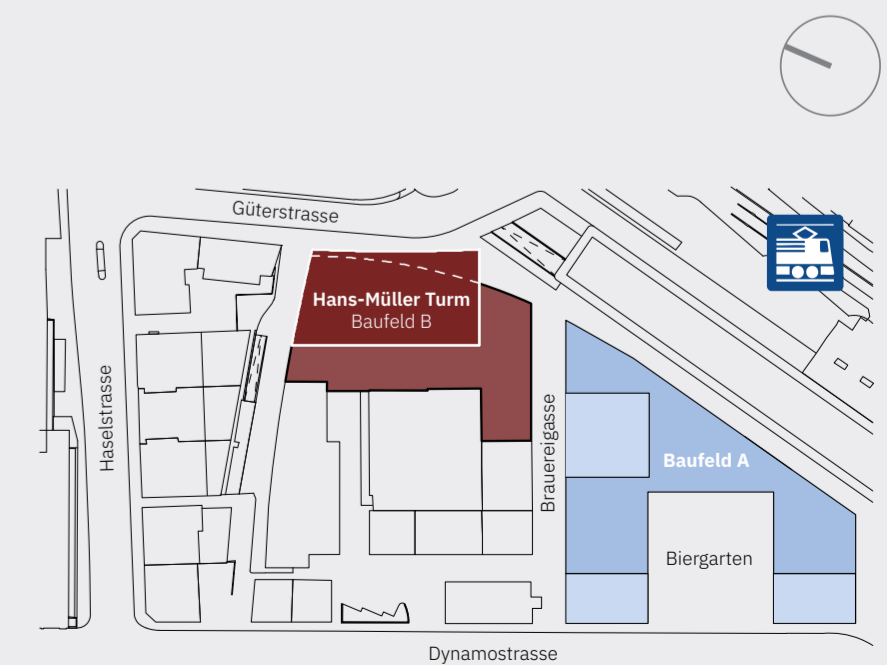 Güterstrasse
Hans-Müller Turm
Baufeld B
Haselstrasse
Brauereigasse
Baufeld A
Biergarten
Dynamostrasse